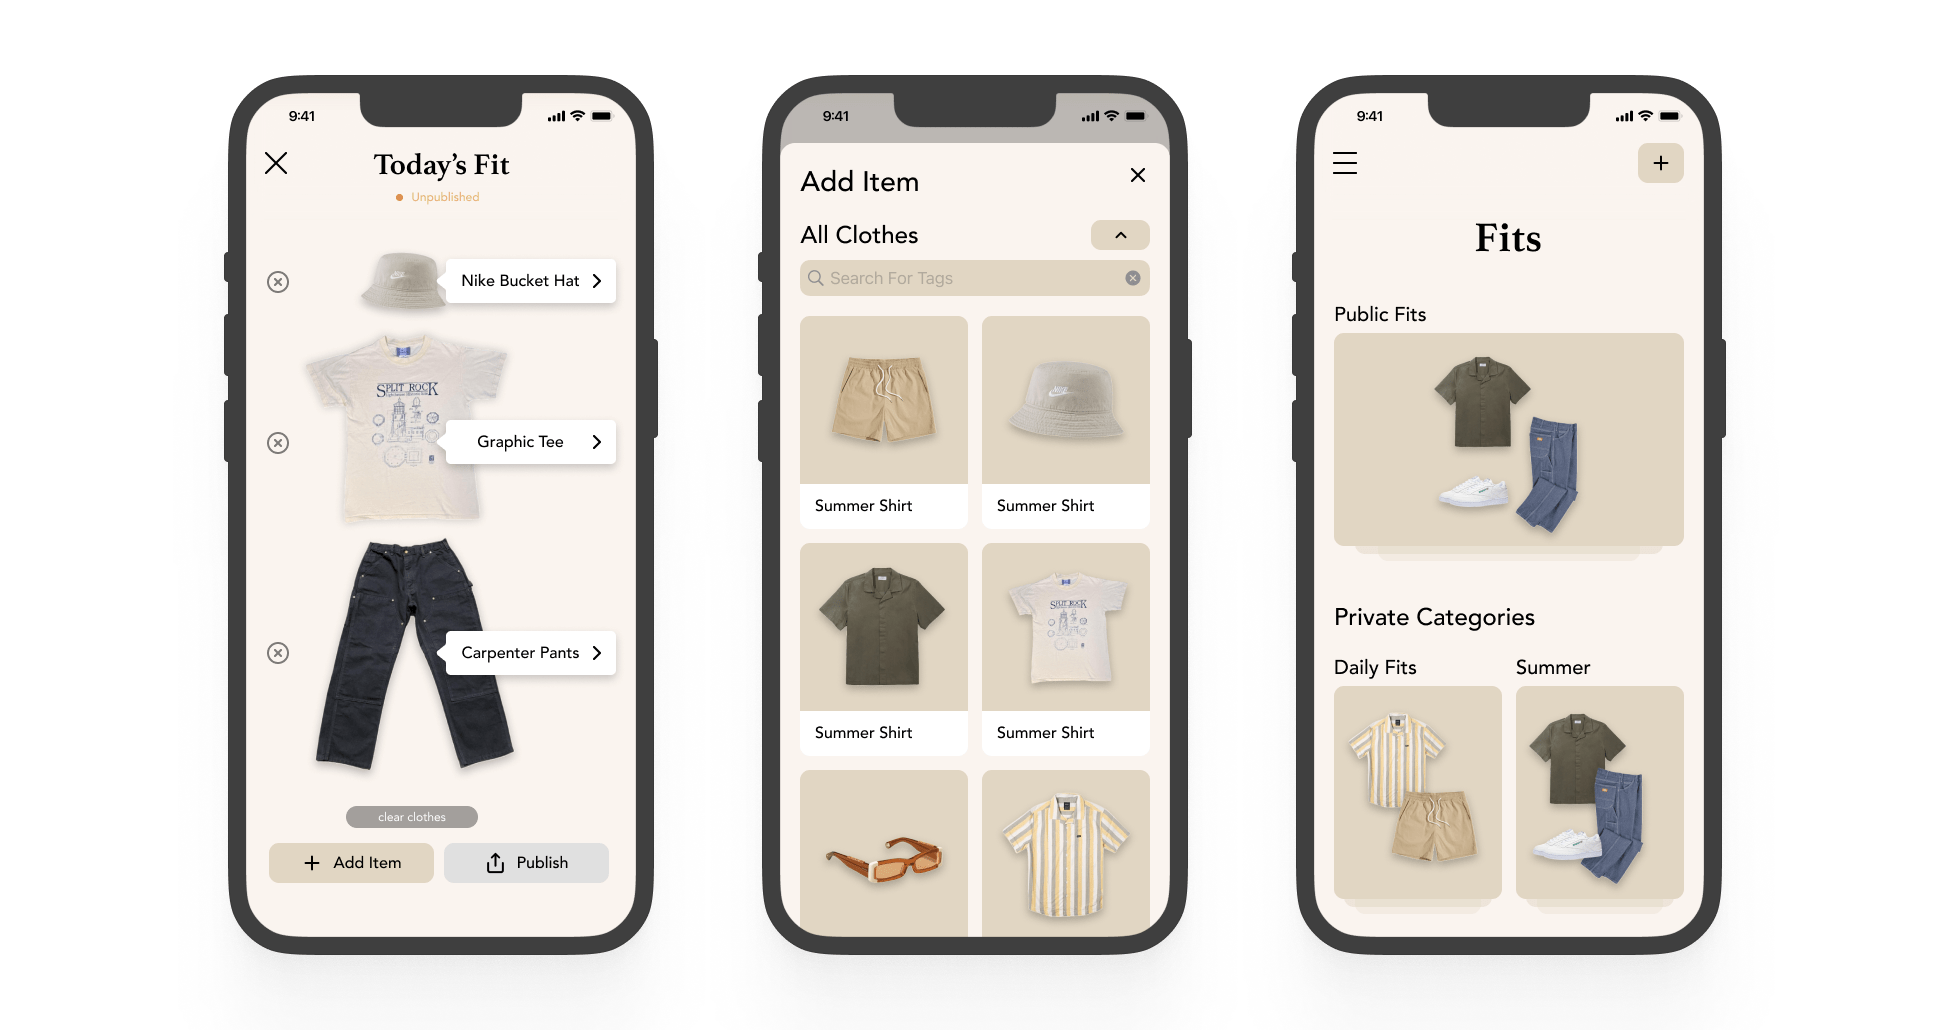 9:41
Today's Fit
Unpublished
Nike Bucket Hat
SPLIT ROCK
Graphic Tee
Carpenter Pants
clear clothes
Add Item
Publish
9:41
Add Item
All Clothes
Search For Tags
Summer Shirt
Summer Shirt
SPLIT ROCK
Summer Shirt
Summer Shirt
9:41
Fits
Public Fits
Private Categories
Daily Fits
Summer